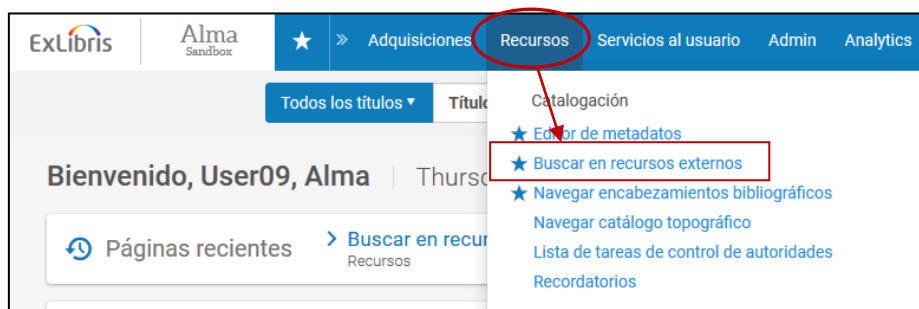 ExLibris Alma Sandbox » Adquisiciones Recursos Servicios al usuario Admin Analytics
Todos los títulos
Catalogación
Editor de metadatos
Buscar en recursos externos
Bienvenido, User09, Alma
Navegar encabezamientos bibliográficos
Navegar catálogo topográfico
Páginas recientes > Buscar en recur
Recursos
Lista de tareas de control de autoridades
Recordatorios